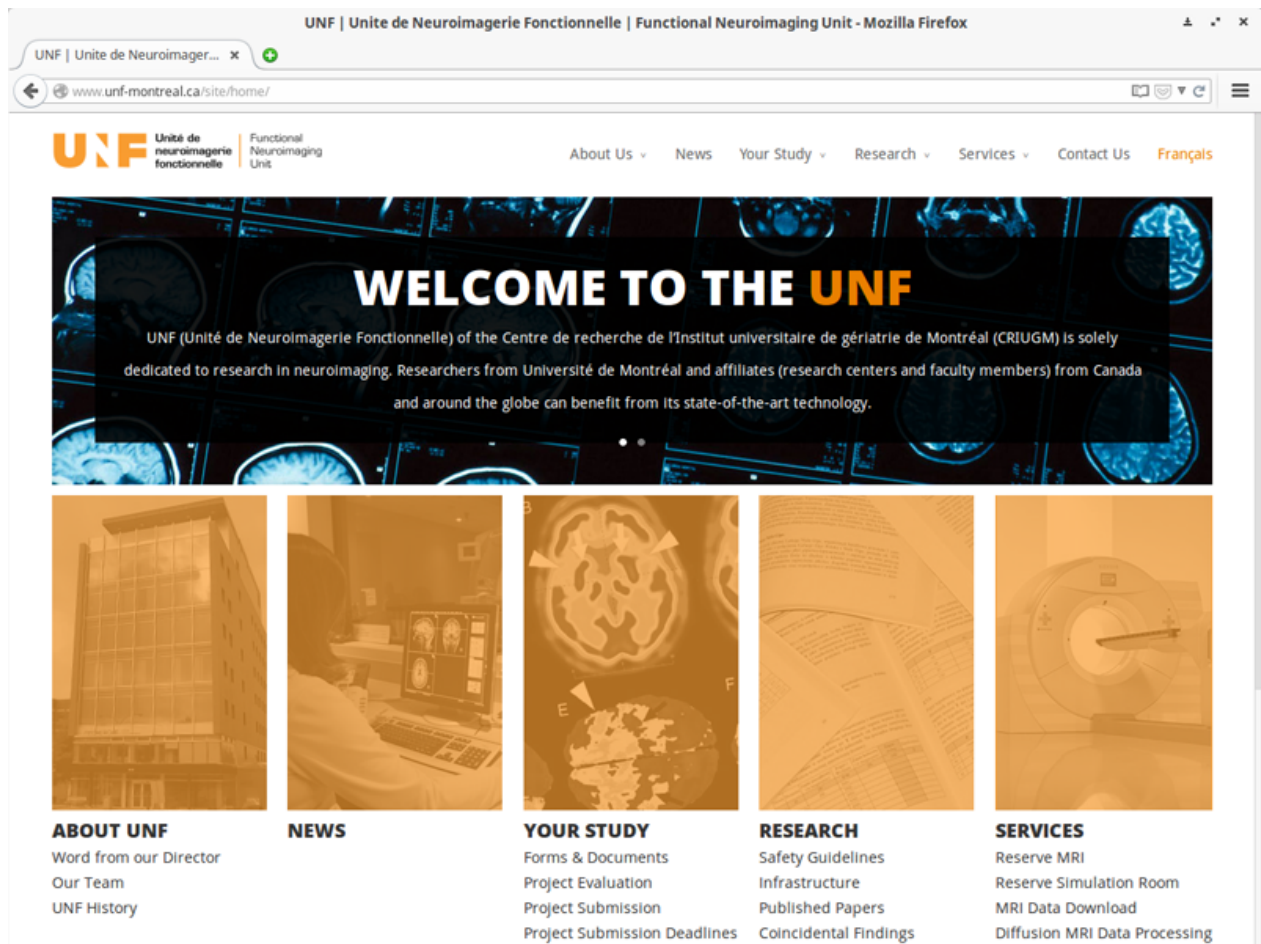 UNF | Unite de Neuroimagerie Fonctionnelle | Functional Neuroimaging Unit - Mozilla Firefox
UNF | Unite de Neuroimager...
www.unf-montreal.ca/site/home/
UNF
Unité de
neuroimagerie
fonctionnelle
Functional
Neuroimaging
Unit
About Us News Your Study Research Services Contact Us Français
WELCOME TO THE UNF
UNF (Unité de Neuroimagerie Fonctionnelle) of the Centre de recherche de l'Institut universitaire de gériatrie de Montréal (CRIUGM) is solely
dedicated to research in neuroimaging. Researchers from Université de Montréal and affiliates (research centers and faculty members) from Canada
and around the globe can benefit from its state-of-the-art technology.
B
E
F
ABOUT UNF
Word from our Director
Our Team
UNF History
NEWS
YOUR STUDY
Forms & Documents
Project Evaluation
Project Submission
Project Submission Deadlines
RESEARCH
Safety Guidelines
Infrastructure
Published Papers
Coincidental Findings
SERVICES
Reserve MRI
Reserve Simulation Room
MRI Data Download
Diffusion MRI Data Processing